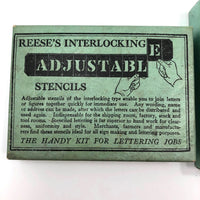 REESE'S INTERLOCKING
ADJUSTABLE
STENCILS
Adjustable stencils of the interlocking type enable you to join letters
or figures together quickly for immediate use. Any wording, name
or address can be made, after which the letters can be distributed and
used again. Indispensable for the shipping room, factory, stock and
tool rooms. Stenciled lettering is far superior to hand work for clear-
ness, uniformity and style. Merchants, farmers and manufactur-
ers find these stencils ideal for all sign making and lettering purposes.
THE HANDY KIT FOR LETTERING JOBS